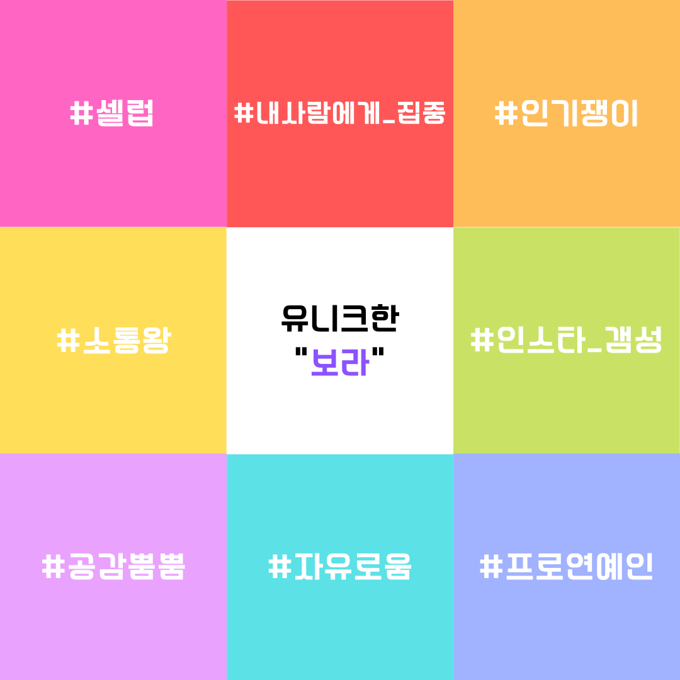 #셀럽
#내사람에게_집중
#인기쟁이
#소통왕
유니크한
"보라"
#인스타_갬성
#공감뿜뿜
#자유로움
#프로연예인